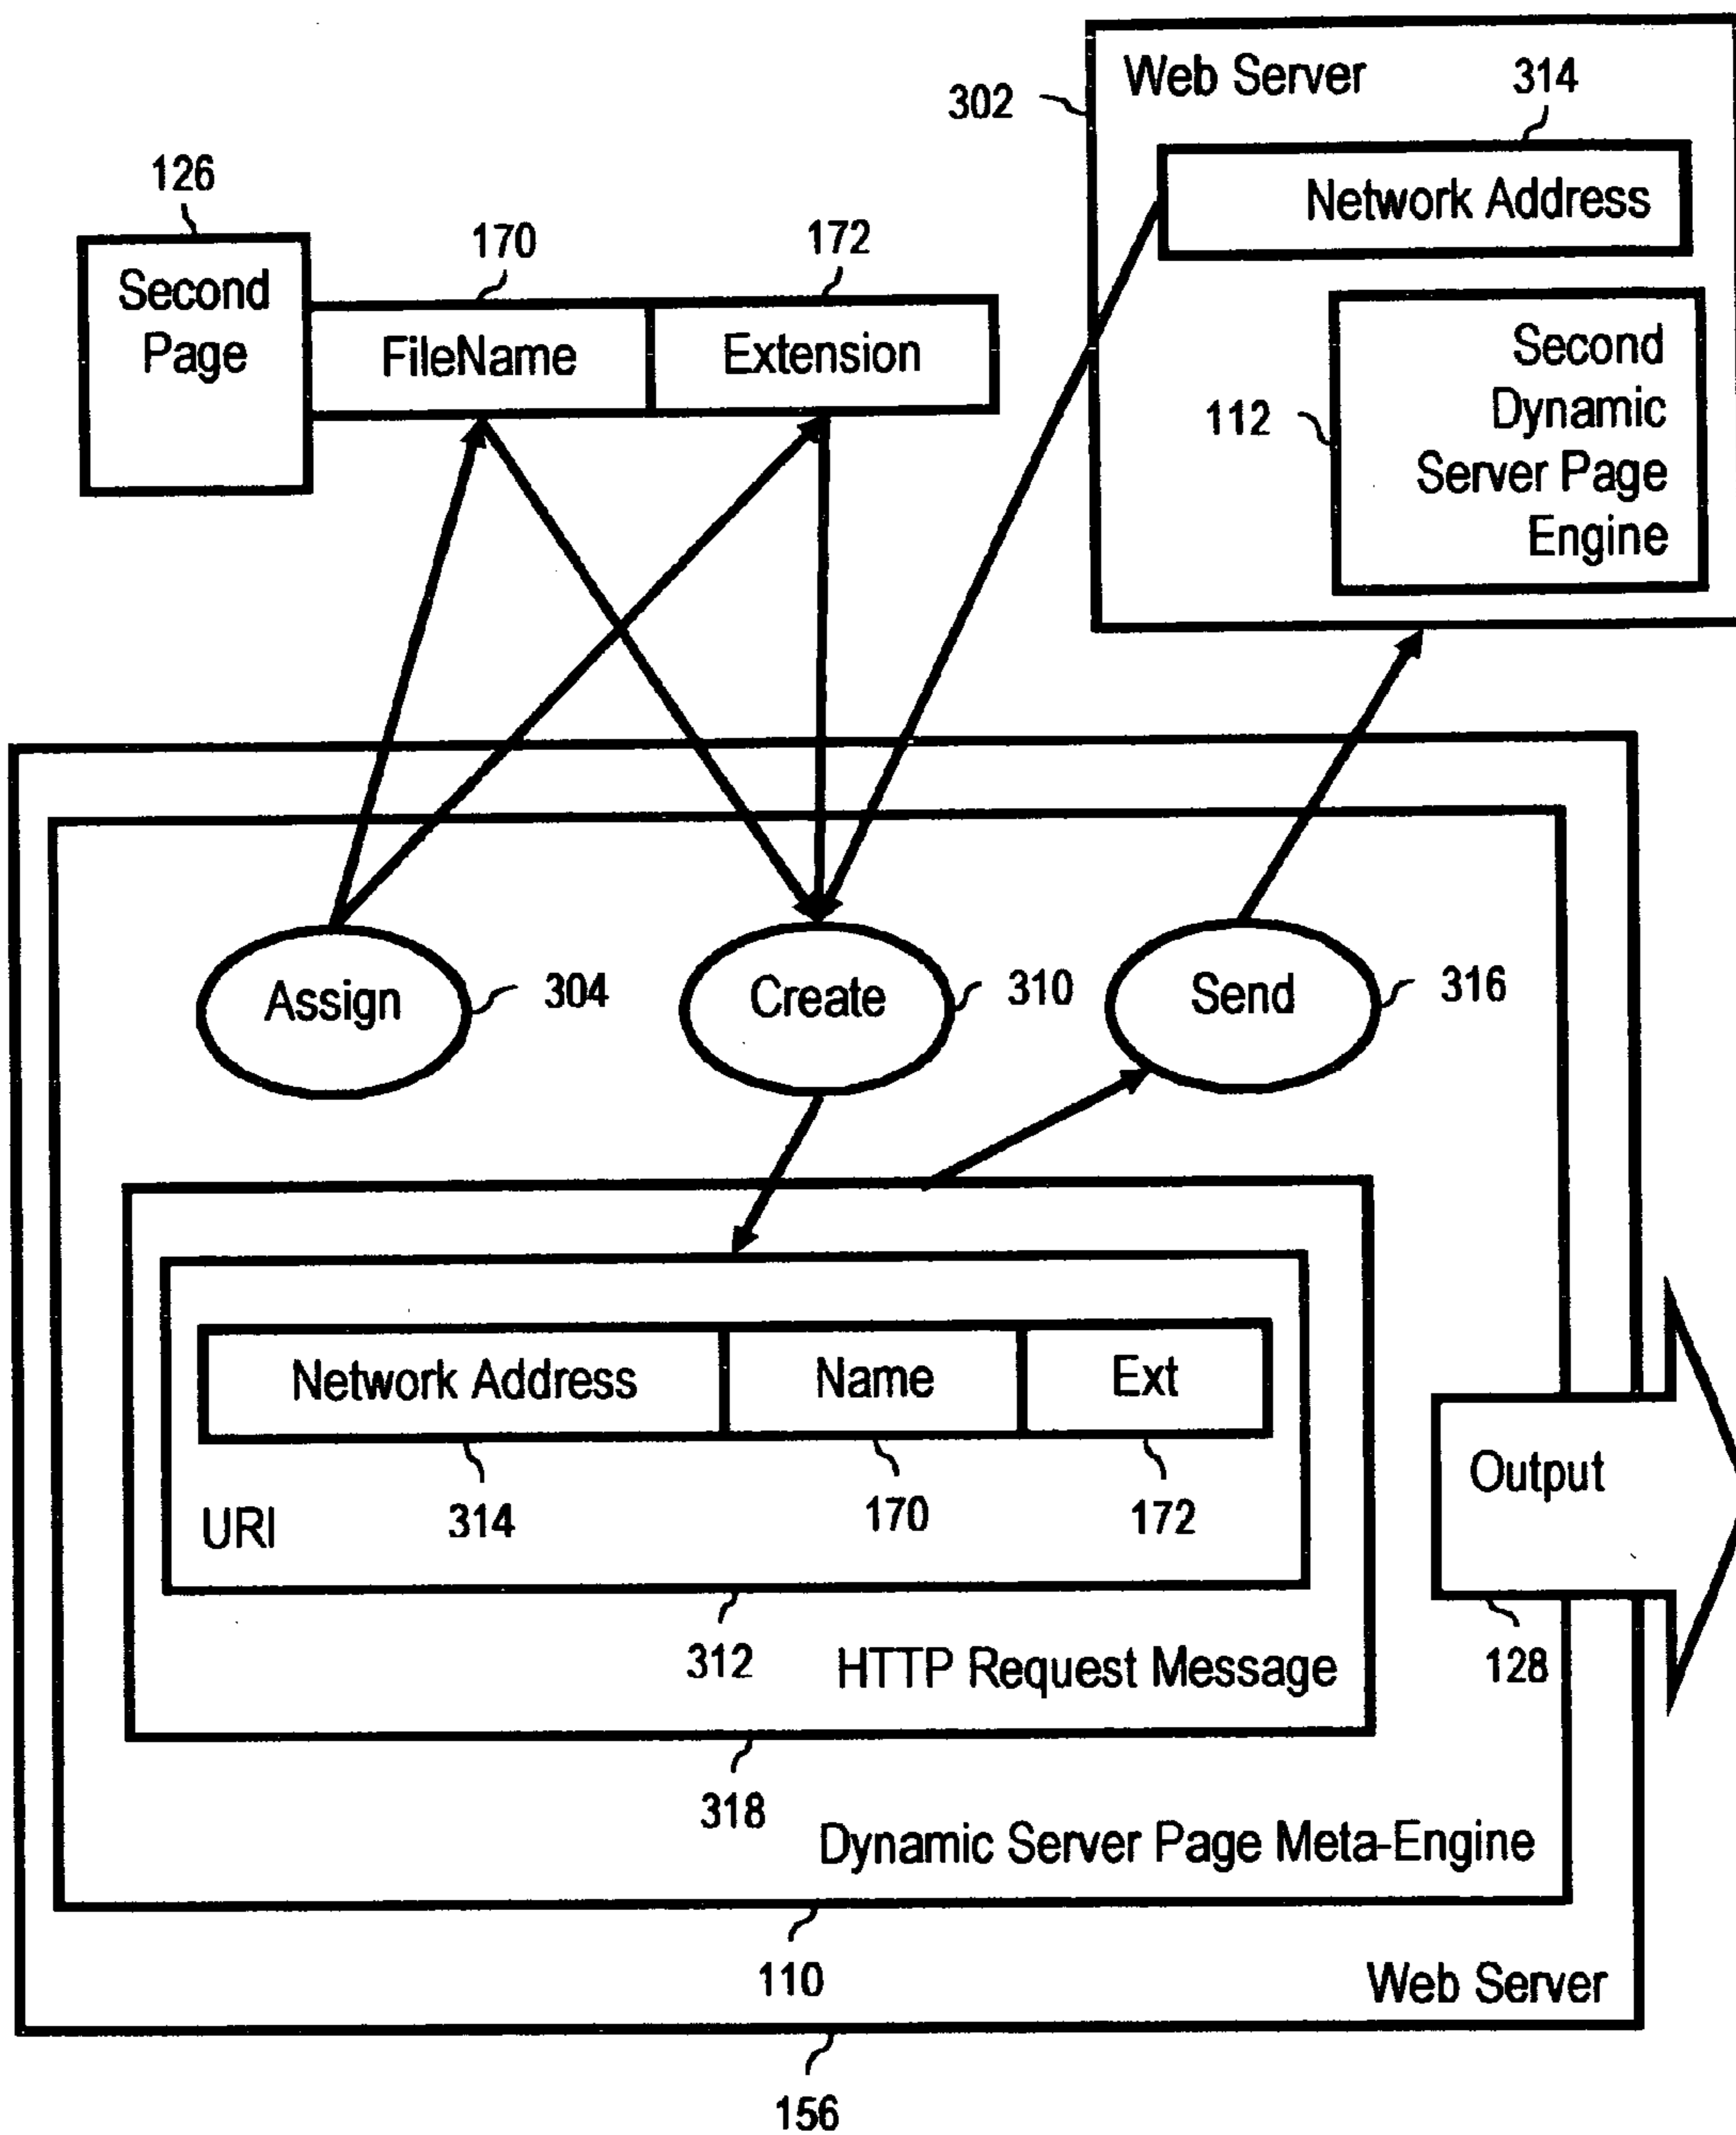 Web Server
314
302
Network Address
126
Second
Page
170
172
FileName
Extension
Second
Dynamic
Server Page
Engine
112
Assign
304
Create
310
Send
316
Network Address
Name
Ext
314
170
172
URI
312
HTTP Request Message
318
Output
128
Dynamic Server Page Meta-Engine
110
Web Server
156